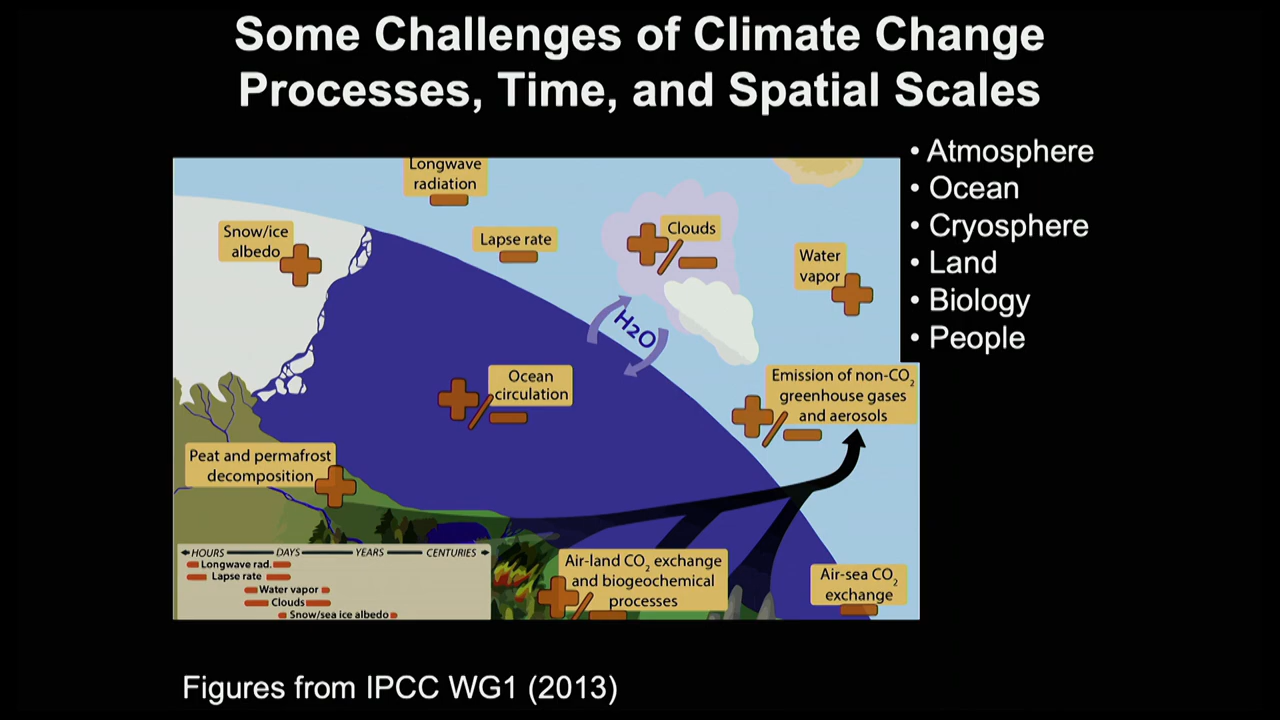 Some Challenges of Climate Change
Processes, Time, and Spatial Scales
• Atmosphere
• Ocean
• Cryosphere
• Land
• Biology
• People
Longwave
radiation
Snow/ice
albedo
Lapse rate
Clouds
Water
vapor
H2O
Ocean
circulation
Emission of non-CO₂
greenhouse gases
and aerosols
Peat and permafrost
decomposition
HOURS DAYS YEARS CENTURIES
Longwave rad.
Lapse rate
Water vapor
Clouds
Snow/sea ice albedo
Air-land CO₂ exchange
and biogeochemical
processes
Air-sea CO₂
exchange
Figures from IPCC WG1 (2013)